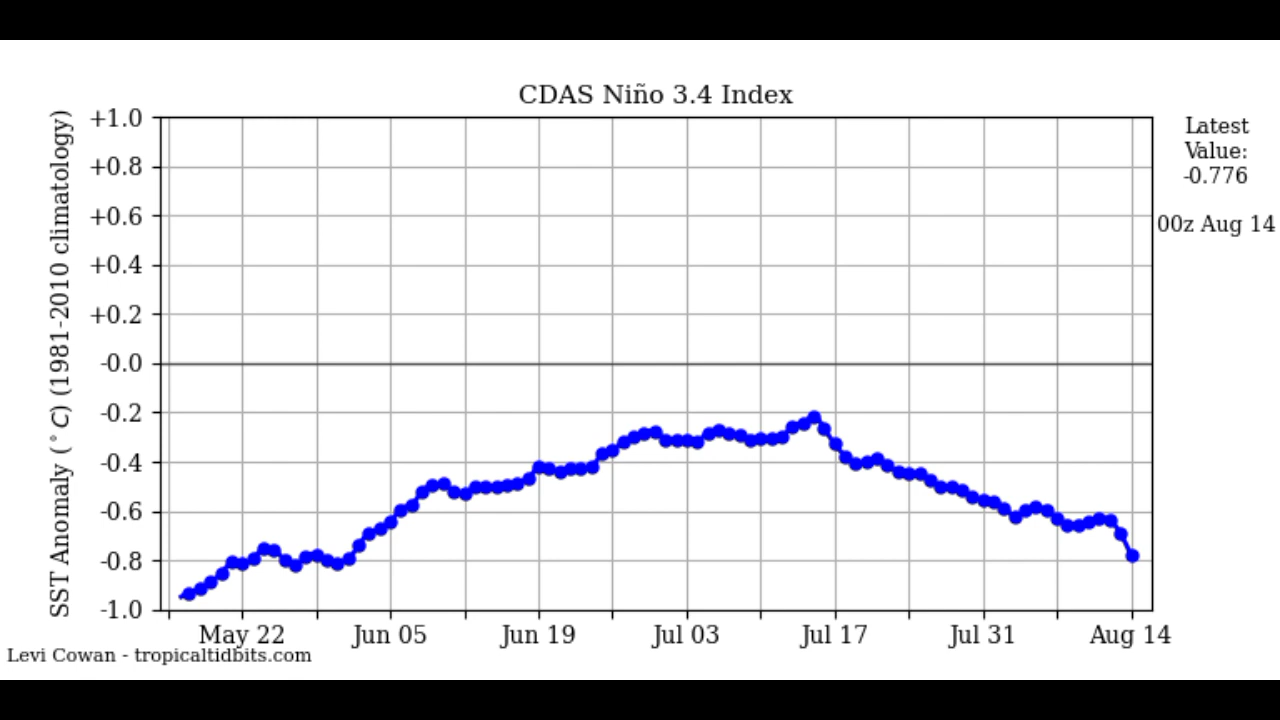 CDAS Niño 3.4 Index
SST Anomaly (°C) (1981-2010 climatology)
+1.0
+0.8
+0.6
+0.4
+0.2
-0.0
-0.2
-0.4
-0.6
-0.8
-1.0
May 22
Jun 05
Jun 19
Jul 03
Jul 17
Jul 31
Aug 14
Latest
Value:
-0.776
00z Aug 14
Levi Cowan - tropicaltidbits.com